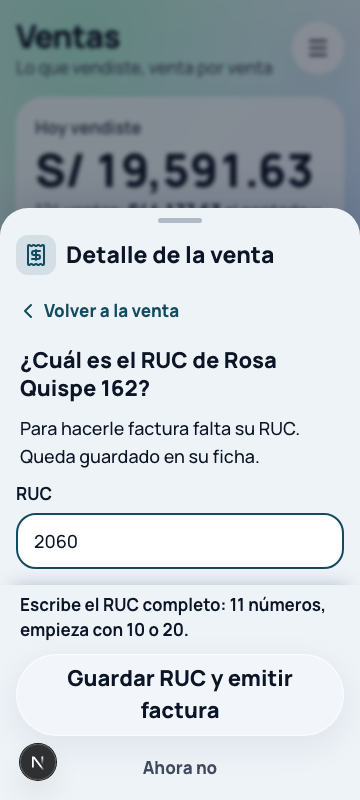 Ventas
Lo que vendiste, venta por venta
Hoy vendiste
S/ 19,591.63
Detalle de la venta
Volver a la venta
¿Cuál es el RUC de Rosa
Quispe 162?
Para hacerle factura falta su RUC.
Queda guardado en su ficha.
RUC
2060
Escribe el RUC completo: 11 números,
empieza con 10 o 20.
Guardar RUC y emitir
factura
N
Ahora no